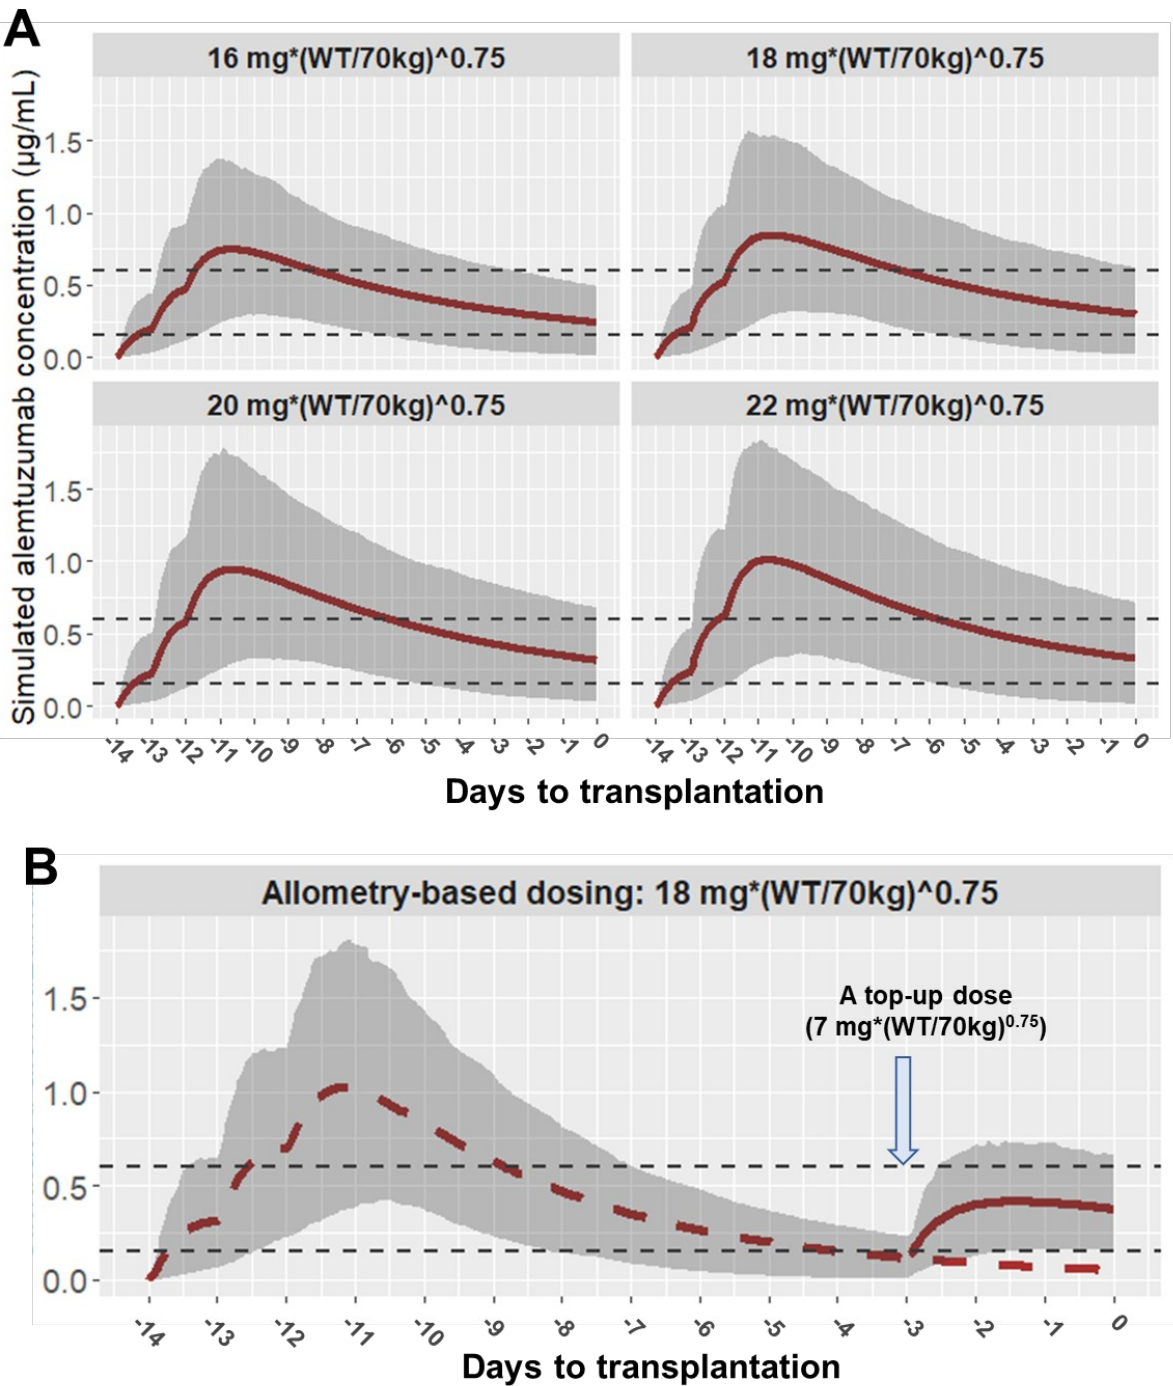 A
Simulated alemtuzumab concentration (µg/mL)
16 mg*(WT/70kg)^0.75
18 mg*(WT/70kg)^0.75
1.5
1.0
0.5
0.0
20 mg*(WT/70kg)^0.75
22 mg*(WT/70kg)^0.75
1.5
1.0
0.5
0.0
-14 -13 -12 -11 -10 -9 -8 -7 -6 -5 -4 -3 -2 -1 0
-14 -13 -12 -11 -10 -9 -8 -7 -6 -5 -4 -3 -2 -1 0
Days to transplantation
B
Allometry-based dosing: 18 mg*(WT/70kg)^0.75
A top-up dose
(7 mg*(WT/70kg)^0.75)
1.5
1.0
0.5
0.0
-14 -13 -12 -11 -10 -9 -8 -7 -6 -5 -4 -3 -2 -1 0
Days to transplantation